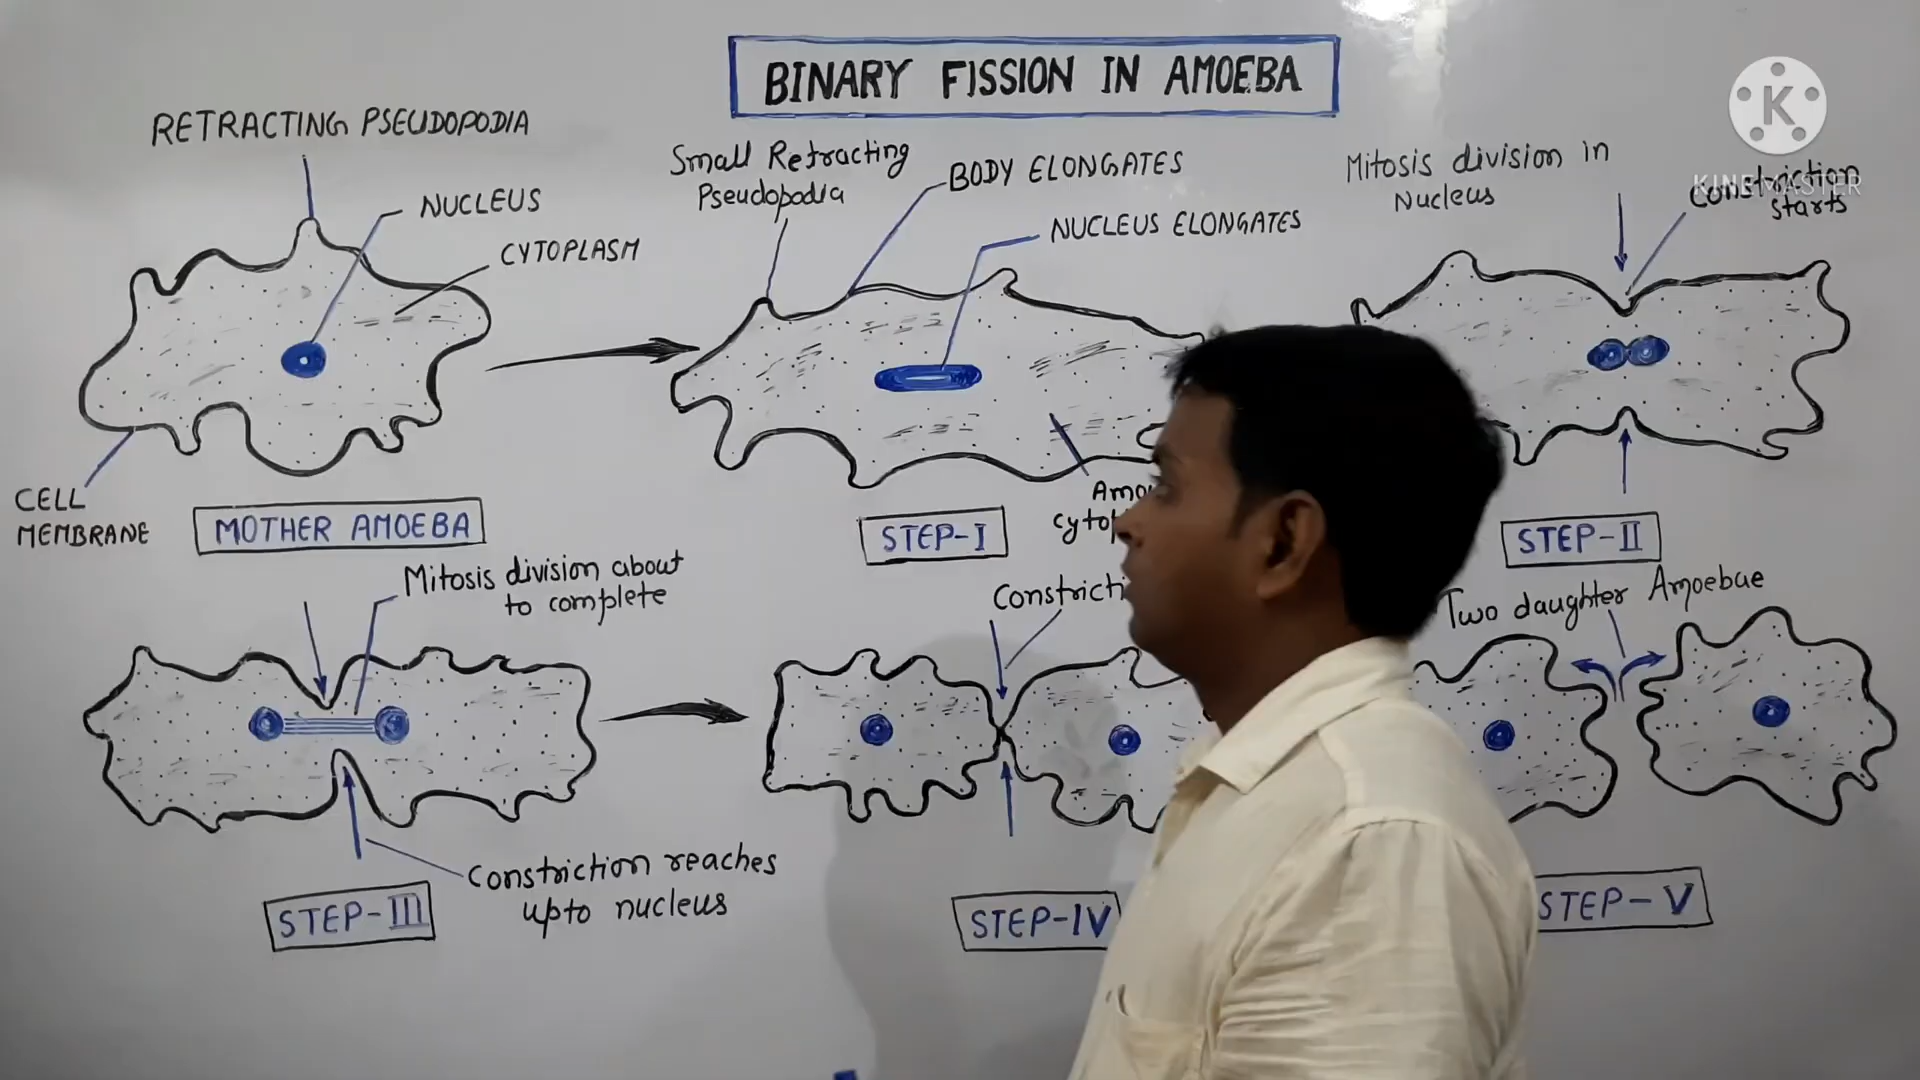 BINARY FISSION IN AMOEBA
K
KINEMASTER
RETRACTING PSEUDOPODIA
NUCLEUS
CYTOPLASM
CELL
MEMBRANE
MOTHER AMOEBA
Small Retracting
Pseudopodia
BODY ELONGATES
NUCLEUS ELONGATES
STEP-I
Mitosis division in
Nucleus
Constriction
starts
STEP-II
Mitosis division about
to complete
Constriction reaches
upto nucleus
STEP-III
STEP-IV
Two daughter Amoebae
STEP-V